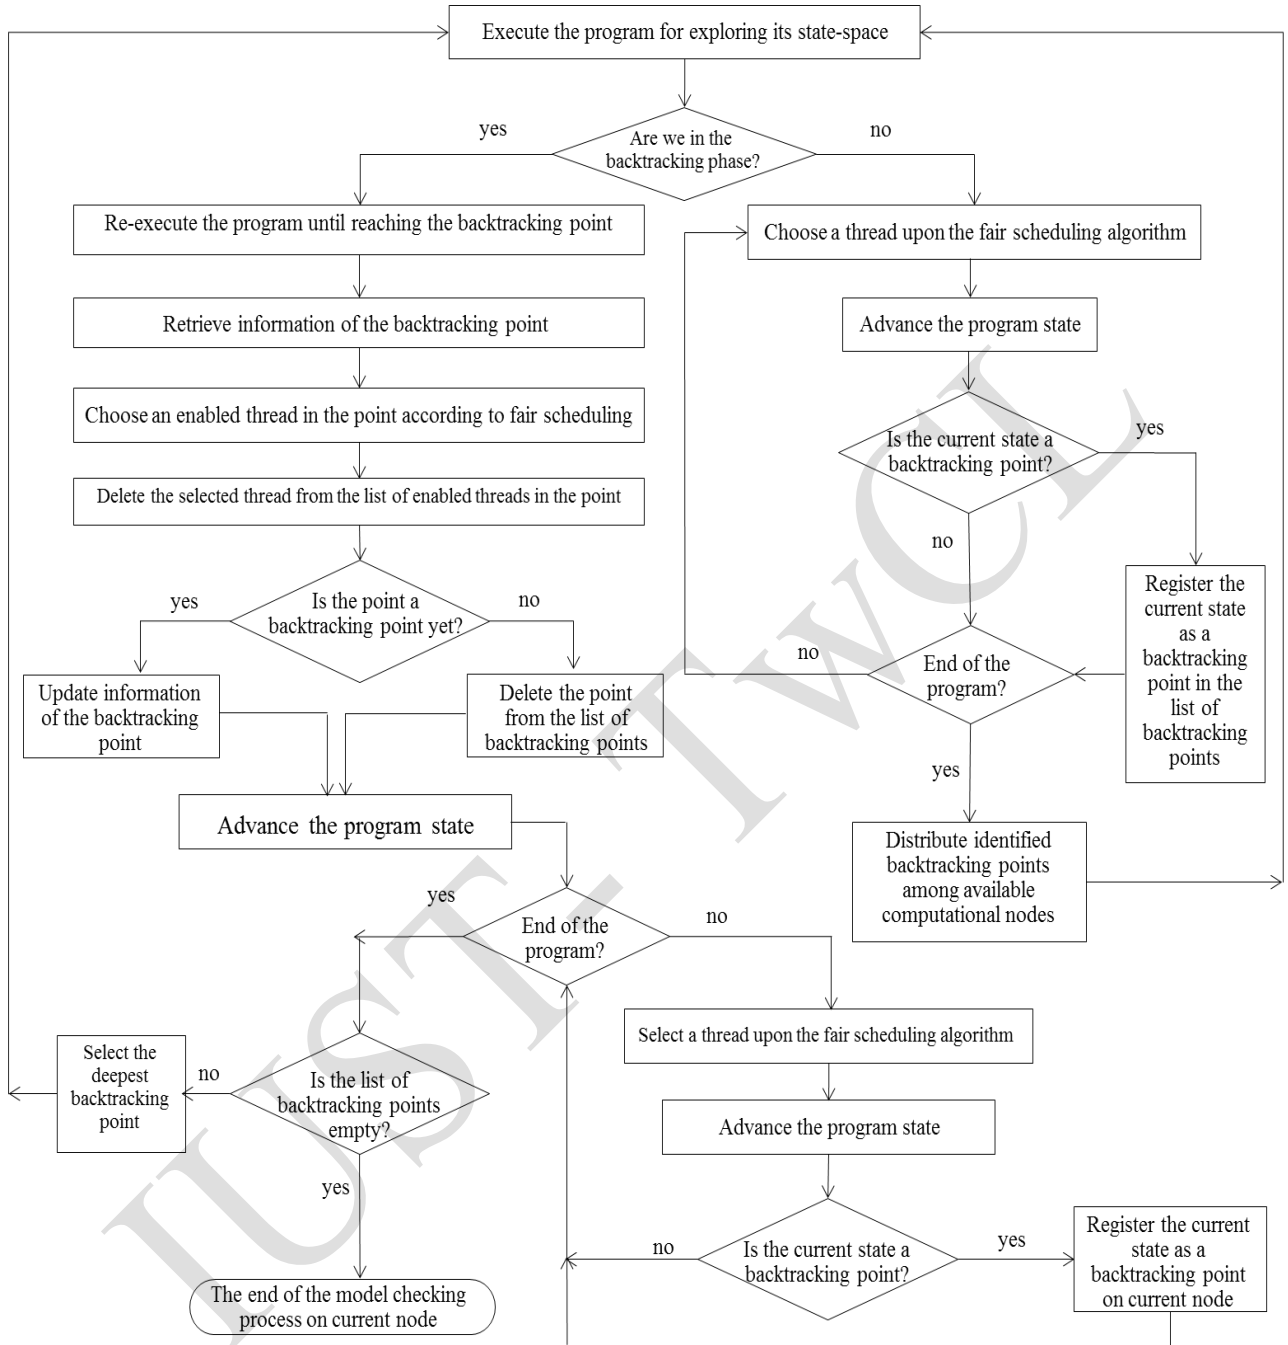 Execute the program for exploring its state-space
yes
no
Are we in the
backtracking phase?
Re-execute the program until reaching the backtracking point
Choose a thread upon the fair scheduling algorithm
Retrieve information of the backtracking point
Advance the program state
Choose an enabled thread in the point according to fair scheduling
Is the current state a
backtracking point?
yes
Delete the selected thread from the list of enabled threads in the point
no
yes
Is the point a
backtracking point yet?
no
Register the
current state
as a
backtracking
point in the
list of
backtracking
points
no
End of the
program?
Update information
of the backtracking
point
Delete the point
from the list of
backtracking points
yes
Advance the program state
Distribute identified
backtracking points
among available
computational nodes
yes
End of the
program?
no
Select a thread upon the fair scheduling algorithm
Select the
deepest
backtracking
point
no
Is the list of
backtracking points
empty?
Advance the program state
yes
no
Is the current state a
backtracking point?
yes
Register the current
state as a
backtracking point
on current node
The end of the model checking
process on current node
IUST- TwCL